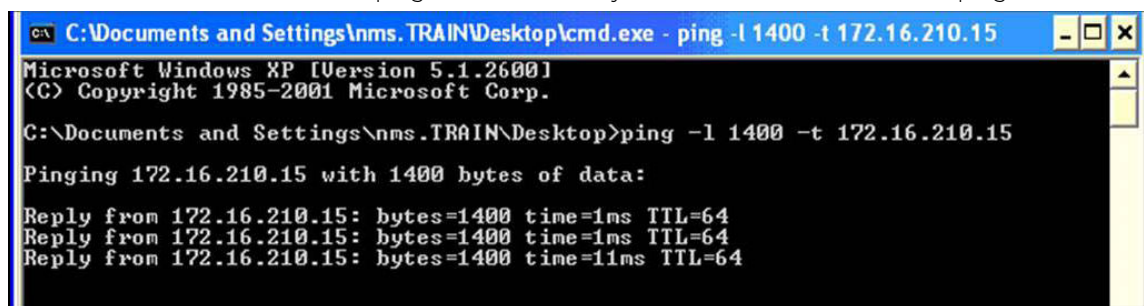 C:\Documents and Settings\nms.TRAIN\Desktop\cmd.exe - ping -l 1400 -t 172.16.210.15
Microsoft Windows XP [Version 5.1.2600]
(C) Copyright 1985-2001 Microsoft Corp.
C:\Documents and Settings\nms.TRAIN\Desktop>ping -l 1400 -t 172.16.210.15
Pinging 172.16.210.15 with 1400 bytes of data:
Reply from 172.16.210.15: bytes=1400 time=1ms TTL=64
Reply from 172.16.210.15: bytes=1400 time=1ms TTL=64
Reply from 172.16.210.15: bytes=1400 time=11ms TTL=64